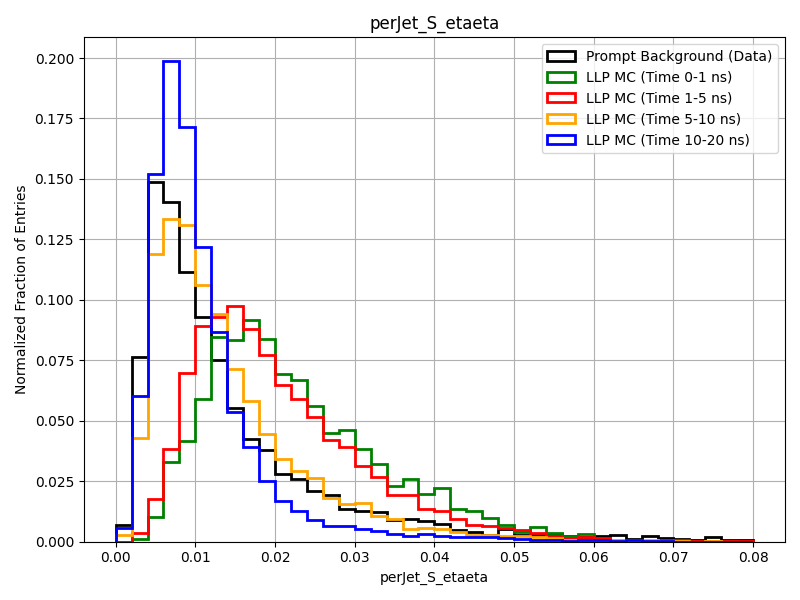 perJet_S_etaeta
Prompt Background (Data)
LLP MC (Time 0-1 ns)
LLP MC (Time 1-5 ns)
LLP MC (Time 5-10 ns)
LLP MC (Time 10-20 ns)
Normalized Fraction of Entries
0.200
0.175
0.150
0.125
0.100
0.075
0.050
0.025
0.000
0.00 0.01 0.02 0.03 0.04 0.05 0.06 0.07 0.08
perJet_S_etaeta